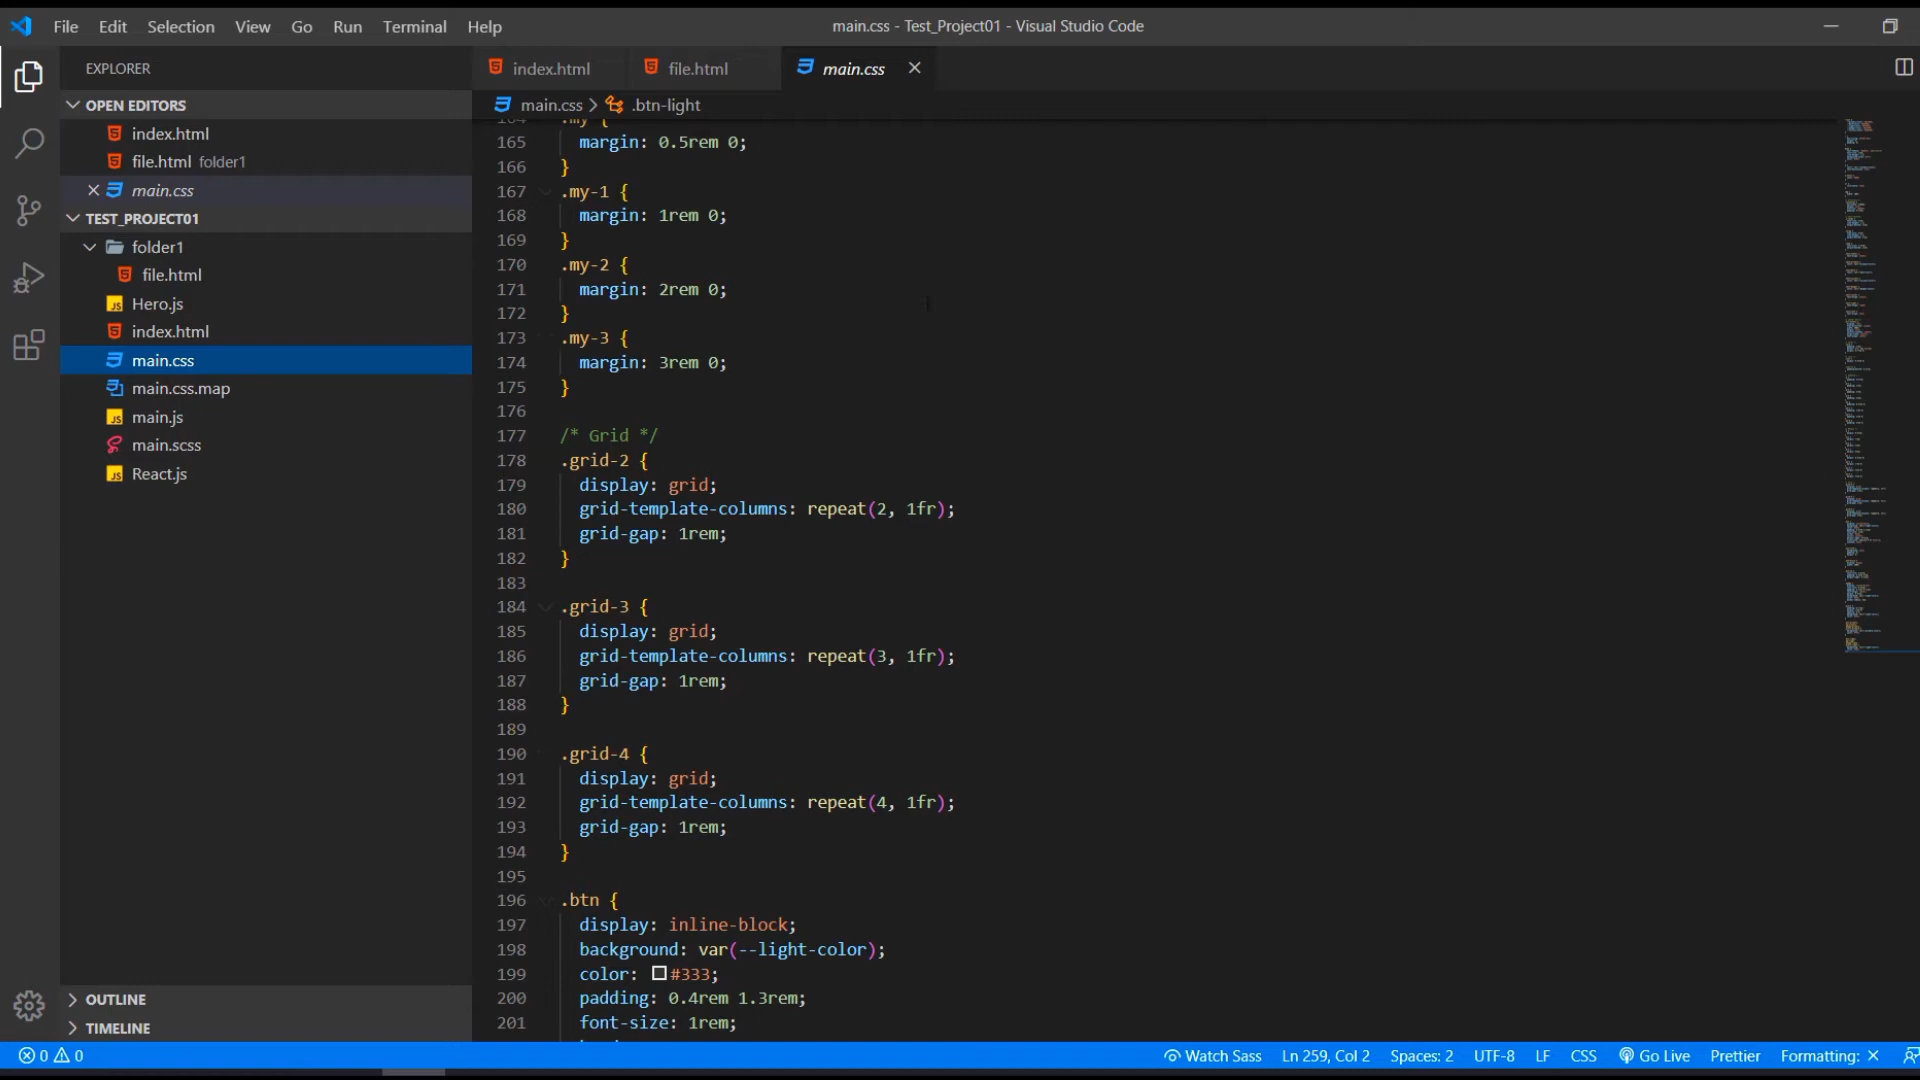 File Edit Selection View Go Run Terminal Help
main.css - Test_Project01 - Visual Studio Code
EXPLORER
OPEN EDITORS
index.html
file.html folder1
main.css
TEST_PROJECT01
folder1
file.html
Hero.js
index.html
main.css
main.css.map
main.js
main.scss
React.js
OUTLINE
TIMELINE
index.html file.html main.css
main.css > .btn-light
164 .my {
165 margin: 0.5rem 0;
166 }
167 .my-1 {
168 margin: 1rem 0;
169 }
170 .my-2 {
171 margin: 2rem 0;
172 }
173 .my-3 {
174 margin: 3rem 0;
175 }
176
177 /* Grid */
178 .grid-2 {
179 display: grid;
180 grid-template-columns: repeat(2, 1fr);
181 grid-gap: 1rem;
182 }
183
184 .grid-3 {
185 display: grid;
186 grid-template-columns: repeat(3, 1fr);
187 grid-gap: 1rem;
188 }
189
190 .grid-4 {
191 display: grid;
192 grid-template-columns: repeat(4, 1fr);
193 grid-gap: 1rem;
194 }
195
196 .btn {
197 display: inline-block;
198 background: var(--light-color);
199 color: #333;
200 padding: 0.4rem 1.3rem;
201 font-size: 1rem;
0 0 Watch Sass Ln 259, Col 2 Spaces: 2 UTF-8 LF CSS Go Live Prettier Formatting: ×